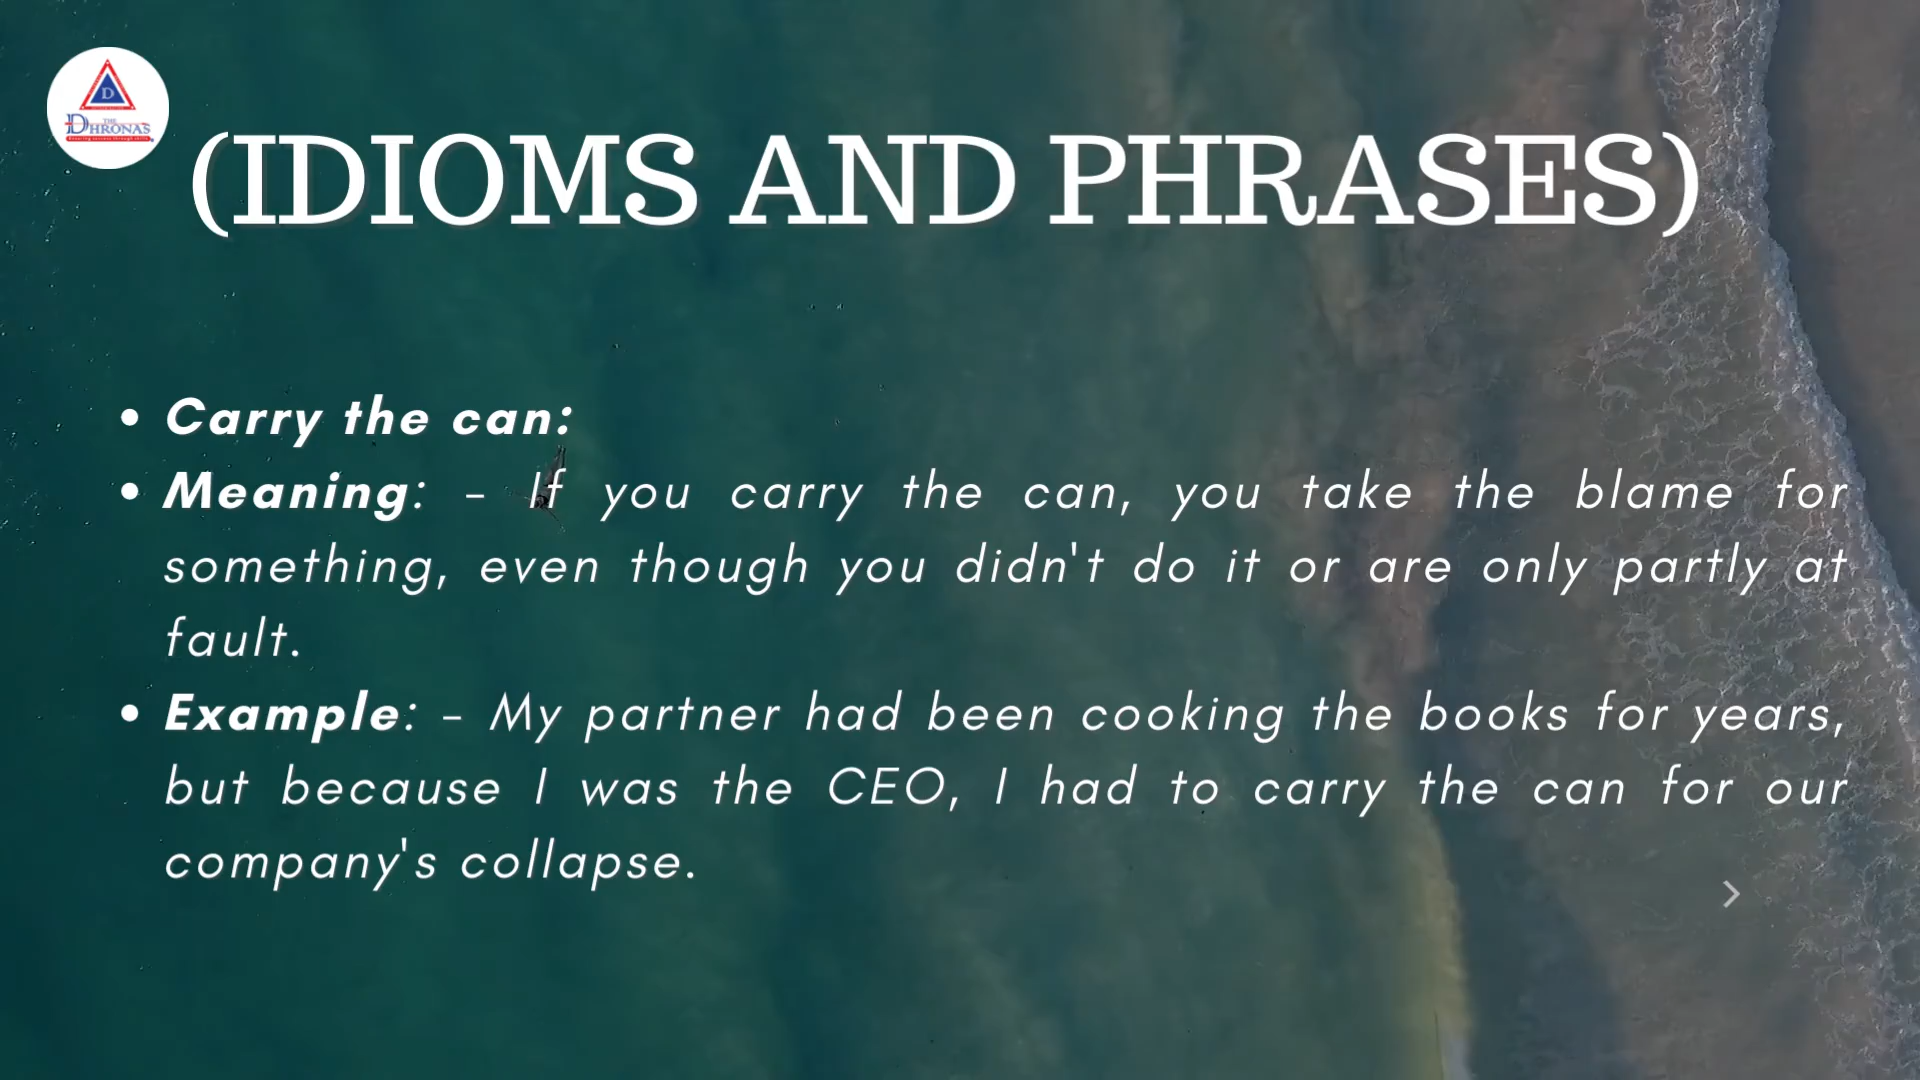 D
THE
DHRONAS
(IDIOMS AND PHRASES)
• Carry the can:
• Meaning: - If you carry the can, you take the blame for
something, even though you didn't do it or are only partly at
fault.
• Example: - My partner had been cooking the books for years,
but because I was the CEO, I had to carry the can for our
company's collapse.